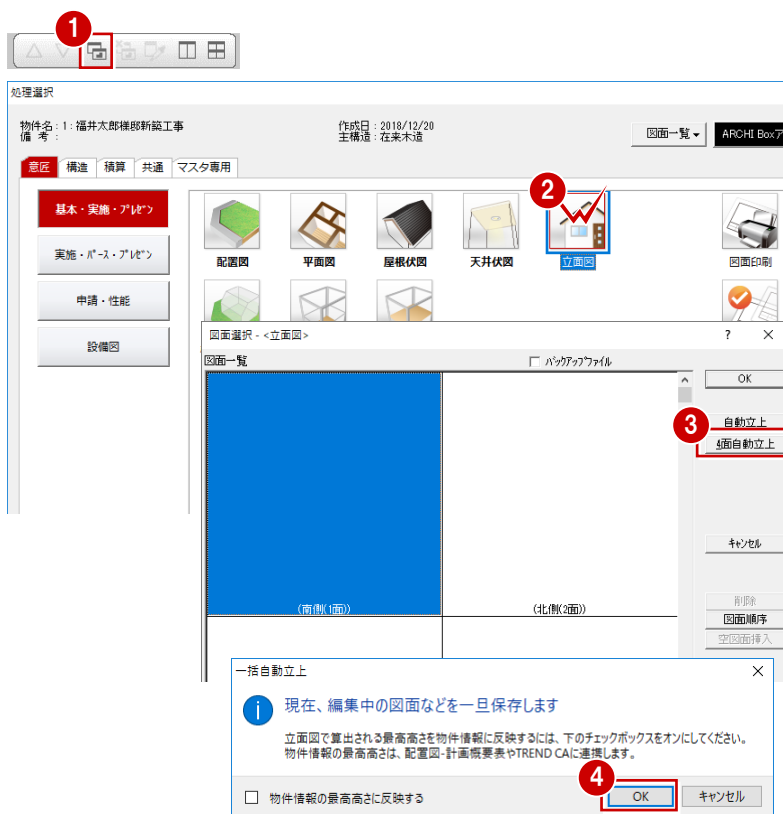 1
処理選択
物件名：1：福井太郎様邸新築工事
作成日：2018/12/20
備 考：
主構造：在来木造
図面一覧
ARCHI Boxア
意匠 構造 積算 共通 マスタ専用
基本・実施・プレゼン
実施・パース・プレゼン
申請・性能
設備図
2
配置図 平面図 屋根伏図 天井伏図 立面図 図面印刷
図面選択 - <立面図>
? ×
図面一覧
バックアップファイル
OK
3
自動立上
4面自動立上
キャンセル
(南側(1面))
(北側(2面))
削除
図面順序
空図面挿入
一括自動立上
×
現在、編集中の図面などを一旦保存します
立面図で算出される最高高さを物件情報に反映するには、下のチェックボックスをオンにしてください。
物件情報の最高高さは、配置図-計画概要表やTREND CAに連携します。
4
物件情報の最高高さに反映する
OK
キャンセル